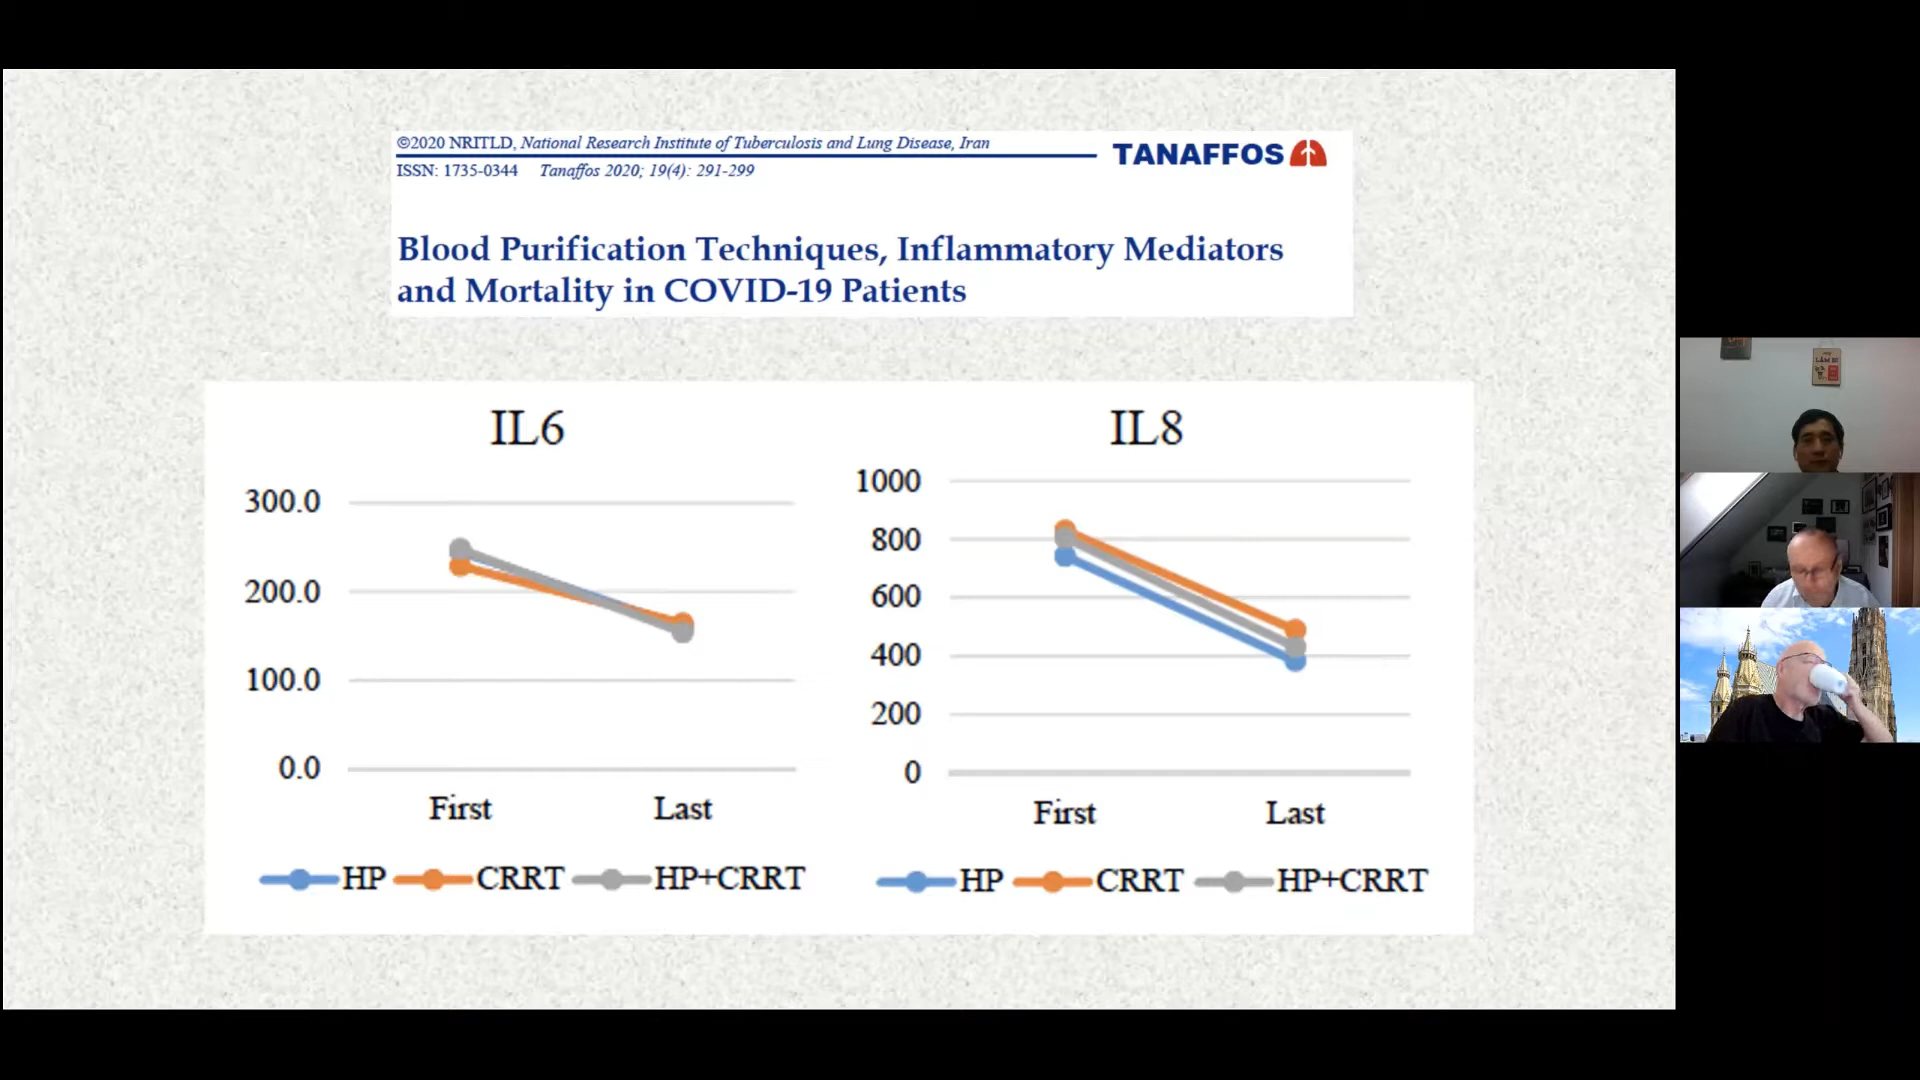 ©2020 NRITLD, National Research Institute of Tuberculosis and Lung Disease, Iran
TANAFFOS
ISSN: 1735-0344 Tanaffos 2020; 19(4): 291-299
Blood Purification Techniques, Inflammatory Mediators
and Mortality in COVID-19 Patients
IL6
300.0
200.0
100.0
0.0
First Last
HP CRRT HP+CRRT
IL8
1000
800
600
400
200
0
First Last
HP CRRT HP+CRRT